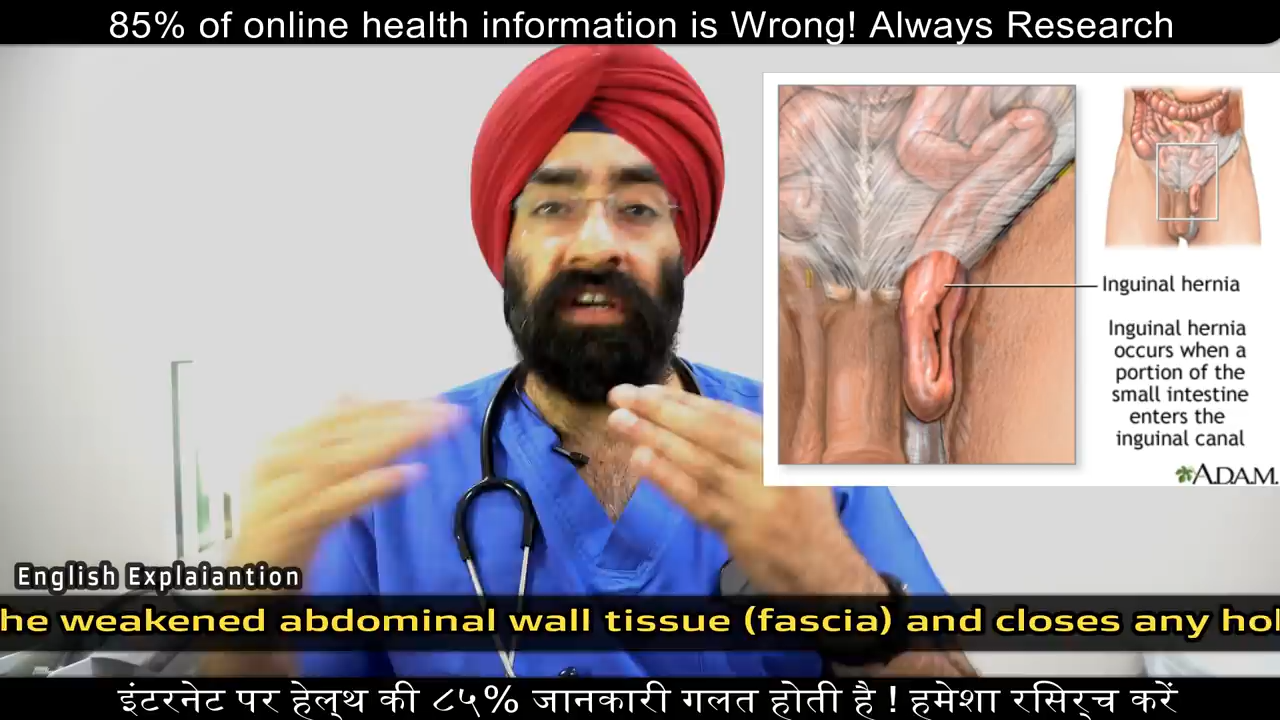 85% of online health information is Wrong! Always Research
Inguinal hernia
Inguinal hernia
occurs when a
portion of the
small intestine
enters the
inguinal canal
ADAM.
English Explaiantion
he weakened abdominal wall tissue (fascia) and closes any hol
इंटरनेट पर हेल्थ की ८५% जानकारी गलत होती है ! हमेशा रसिर्च करें